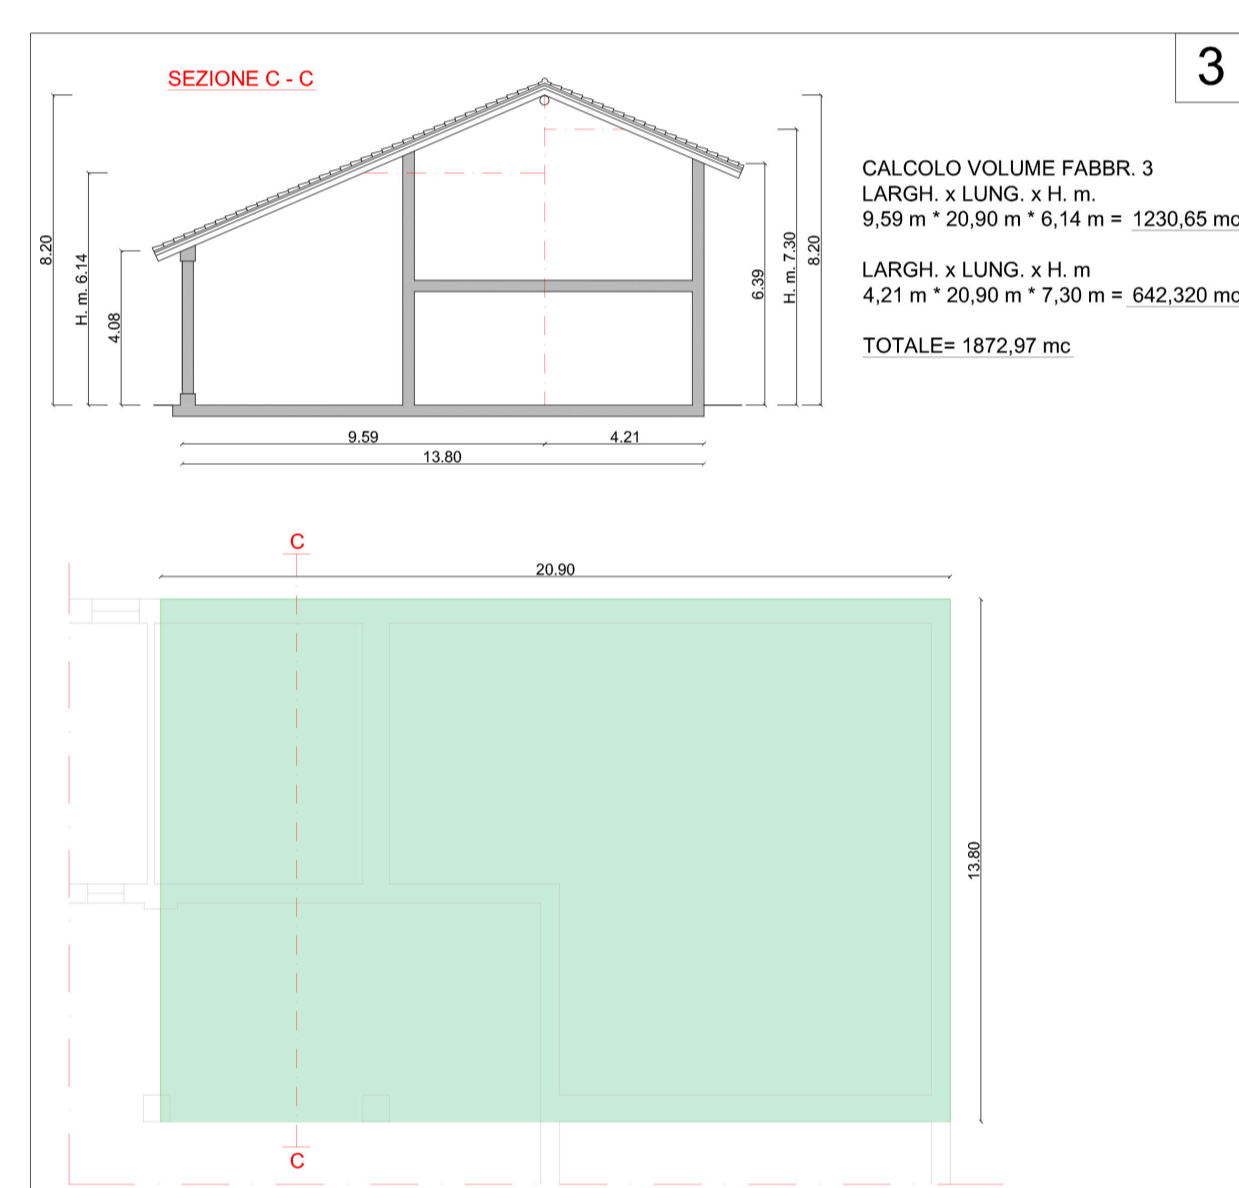 3
SEZIONE C - C
8.20
H. m. 6.14
4.08
6.39
H. m. 7.30
8.20
9.59
4.21
13.80
CALCOLO VOLUME FABBR. 3
LARGH. x LUNG. x H. m.
9,59 m * 20,90 m * 6,14 m = 1230,65 mc
LARGH. x LUNG. x H. m
4,21 m * 20,90 m * 7,30 m = 642,320 mc
TOTALE= 1872,97 mc
C
20.90
13.80
C